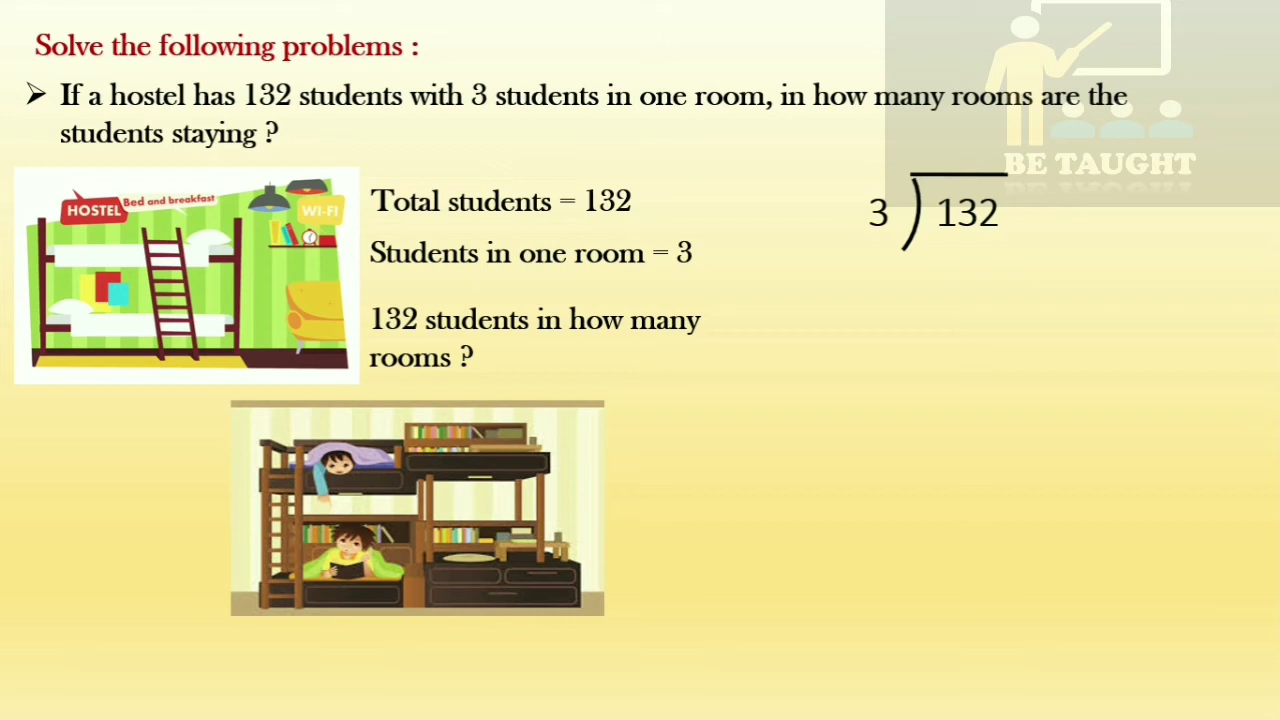 Solve the following problems :
➢ If a hostel has 132 students with 3 students in one room, in how many rooms are the
students staying ?
BE TAUGHT
HOSTEL
Bed and breakfast
WI-FI
Total students = 132
Students in one room = 3
132 students in how many
rooms ?
3 ) 132